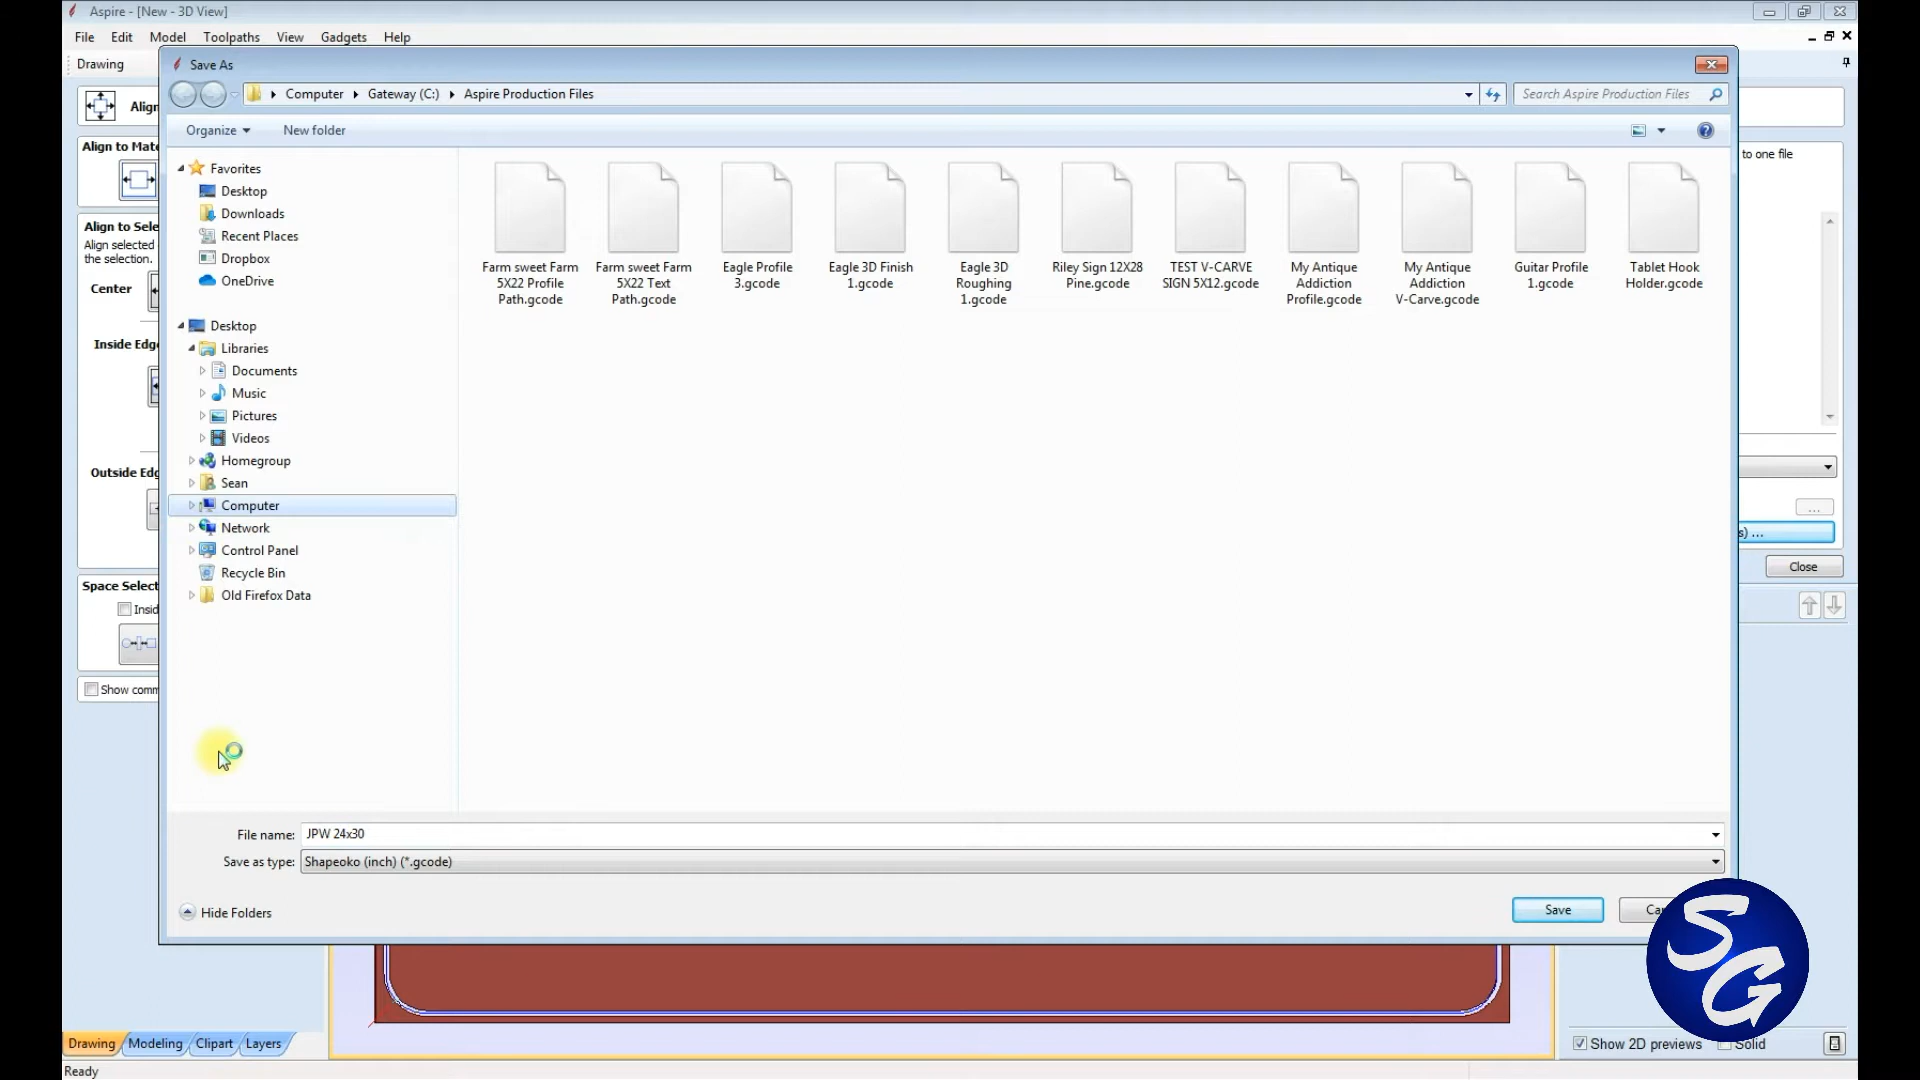 Aspire - [New - 3D View]
File Edit Model Toolpaths View Gadgets Help
Drawing
Save As
Computer Gateway (C:) Aspire Production Files
Search Aspire Production Files
Organize New folder
Align
Align to Mate
Align to Sele
Align selected
the selection.
Center
Inside Edg
Outside Edg
Space Select
Insid
Show comm
Favorites
Desktop
Downloads
Recent Places
Dropbox
OneDrive
Desktop
Libraries
Documents
Music
Pictures
Videos
Homegroup
Sean
Computer
Network
Control Panel
Recycle Bin
Old Firefox Data
Farm sweet Farm
5X22 Profile
Path.gcode
Farm sweet Farm
5X22 Text
Path.gcode
Eagle Profile
3.gcode
Eagle 3D Finish
1.gcode
Eagle 3D
Roughing
1.gcode
Riley Sign 12X28
Pine.gcode
TEST V-CARVE
SIGN 5X12.gcode
My Antique
Addiction
Profile.gcode
My Antique
Addiction
V-Carve.gcode
Guitar Profile
1.gcode
Tablet Hook
Holder.gcode
to one file
...
s) ...
Close
File name: JPW 24x30
Save as type: Shapeoko (inch) (*.gcode)
Hide Folders
Save
Ca
SG
Drawing Modeling Clipart Layers
Show 2D previews Solid
Ready